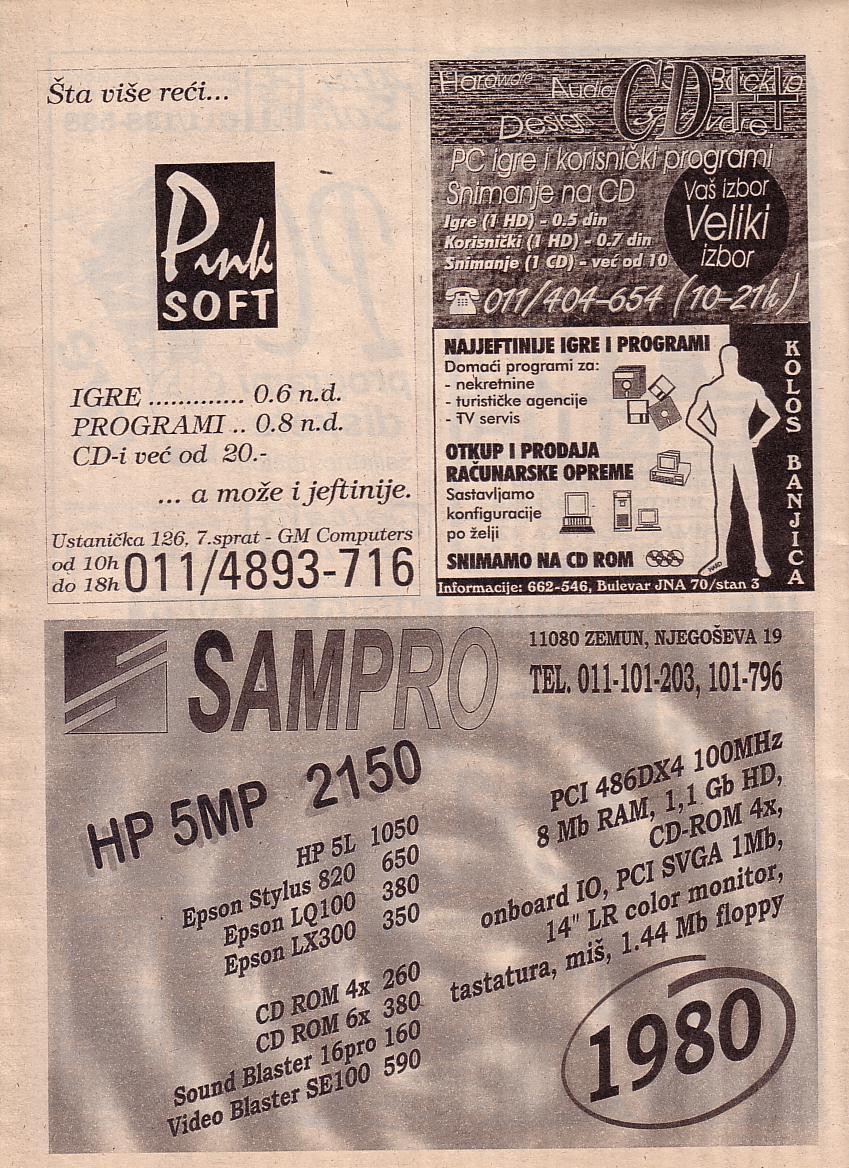 Šta više reći...
Pink
SOFT
IGRE ............. 0.6 n.d.
PROGRAMI .. 0.8 n.d.
CD-i već od 20.-
... a može i jeftinije.
Ustanička 126, 7.sprat - GM Computers
od 10h
do 18h 011/4893-716
Hardware Audio
Design CD++
PC igre i korisnički programi
Snimanje na CD
Igre (1 HD) - 0.5 din
Korisnički (1 HD) - 0.7 din
Snimanje (1 CD) - već od 10
Vaš izbor
Veliki
izbor
011/404-654 (10-21h)
NAJJEFTINIJE IGRE I PROGRAMI
Domaći programi za:
- nekretnine
- turističke agencije
- TV servis
OTKUP I PRODAJA
RAČUNARSKE OPREME
Sastavljamo
konfiguracije
po želji
SNIMAMO NA CD ROM
KOLOS BANJICA
Informacije: 662-546, Bulevar JNA 70/stan 3
SAMPRO
11080 ZEMUN, NJEGOŠEVA 19
TEL. 011-101-203, 101-796
HP 5MP 2150
HP 5L 1050
Epson Stylus 820 650
Epson LQ100 380
Epson LX300 350
CD ROM 4x 260
CD ROM 6x 380
Sound Blaster 16pro 160
Video Blaster SE100 590
PCI 486DX4 100MHz
8 Mb RAM, 1,1 Gb HD,
CD-ROM 4x,
onboard IO, PCI SVGA 1Mb,
14" LR color monitor,
tastatura, miš, 1.44 Mb floppy
1980